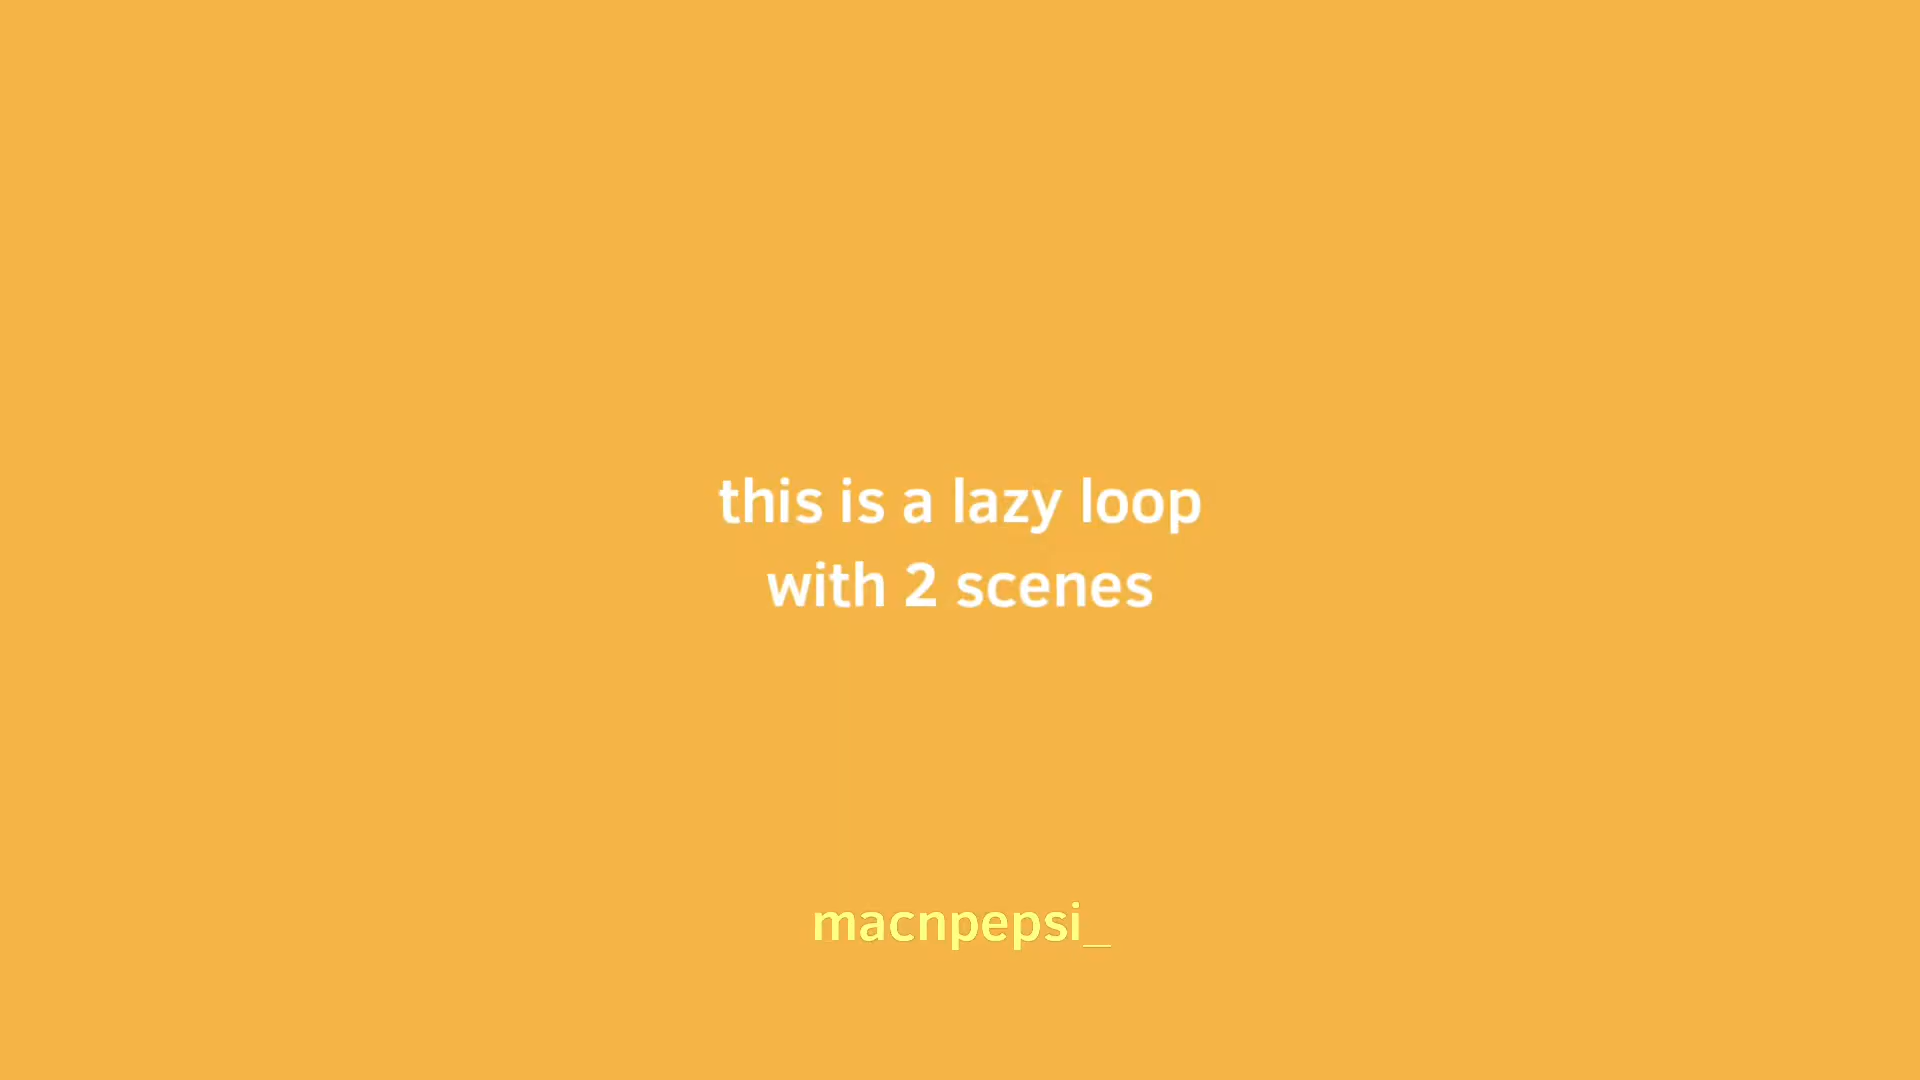 this is a lazy loop
with 2 scenes
macnpepsi_